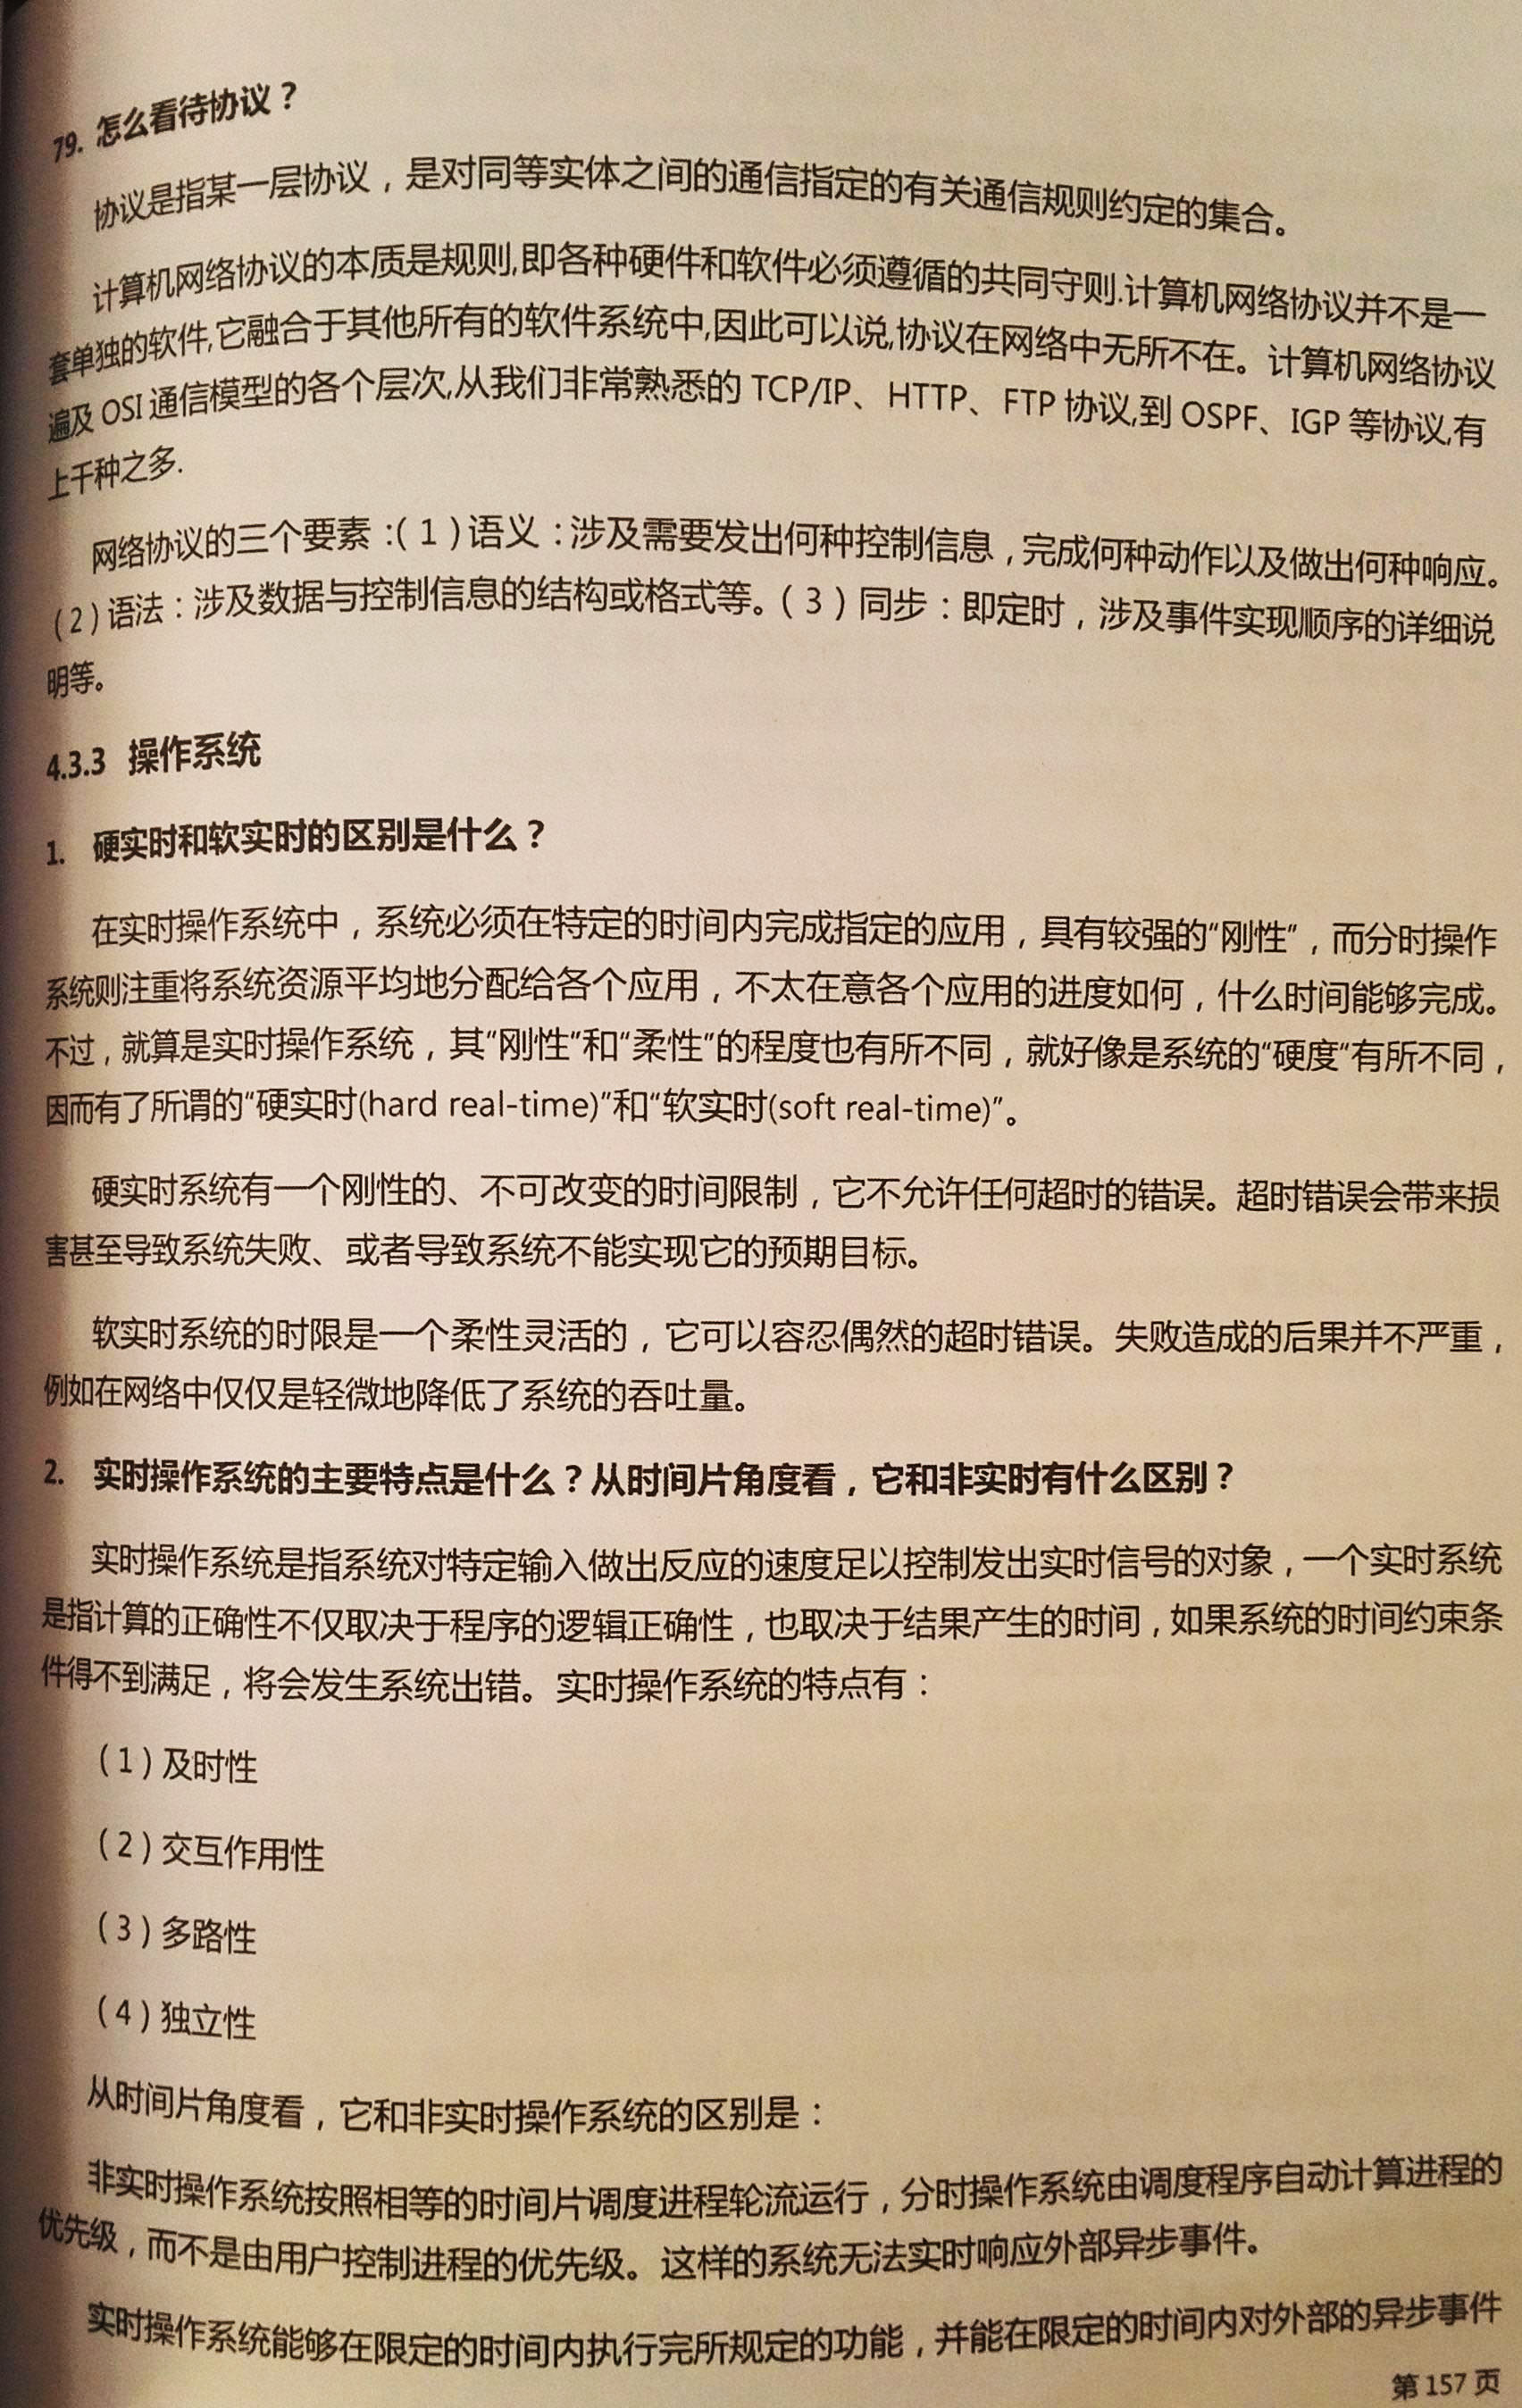 79. 怎么看待协议？
协议是指某一层协议，是对同等实体之间的通信指定的有关通信规则约定的集合。
计算机网络协议的本质是规则,即各种硬件和软件必须遵循的共同守则.计算机网络协议并不是一
套单独的软件,它融合于其他所有的软件系统中,因此可以说,协议在网络中无所不在。计算机网络协议
遍及 OSI 通信模型的各个层次,从我们非常熟悉的 TCP/IP、HTTP、FTP 协议,到 OSPF、IGP 等协议,有
上千种之多.
网络协议的三个要素：（1）语义：涉及需要发出何种控制信息，完成何种动作以及做出何种响应。
（2）语法：涉及数据与控制信息的结构或格式等。（3）同步：即定时，涉及事件实现顺序的详细说
明等。
4.3.3 操作系统
1. 硬实时和软实时的区别是什么？
在实时操作系统中，系统必须在特定的时间内完成指定的应用，具有较强的“刚性”，而分时操作
系统则注重将系统资源平均地分配给各个应用，不太在意各个应用的进度如何，什么时间能够完成。
不过，就算是实时操作系统，其“刚性”和“柔性”的程度也有所不同，就好像是系统的“硬度“有所不同，
因而有了所谓的“硬实时(hard real-time)”和“软实时(soft real-time)”。
硬实时系统有一个刚性的、不可改变的时间限制，它不允许任何超时的错误。超时错误会带来损
害甚至导致系统失败、或者导致系统不能实现它的预期目标。
软实时系统的时限是一个柔性灵活的，它可以容忍偶然的超时错误。失败造成的后果并不严重，
例如在网络中仅仅是轻微地降低了系统的吞吐量。
2. 实时操作系统的主要特点是什么？从时间片角度看，它和非实时有什么区别？
实时操作系统是指系统对特定输入做出反应的速度足以控制发出实时信号的对象，一个实时系统
是指计算的正确性不仅取决于程序的逻辑正确性，也取决于结果产生的时间，如果系统的时间约束条
件得不到满足，将会发生系统出错。实时操作系统的特点有：
（1）及时性
（2）交互作用性
（3）多路性
（4）独立性
从时间片角度看，它和非实时操作系统的区别是：
非实时操作系统按照相等的时间片调度进程轮流运行，分时操作系统由调度程序自动计算进程的
优先级，而不是由用户控制进程的优先级。这样的系统无法实时响应外部异步事件。
实时操作系统能够在限定的时间内执行完所规定的功能，并能在限定的时间内对外部的异步事件
第 157 页